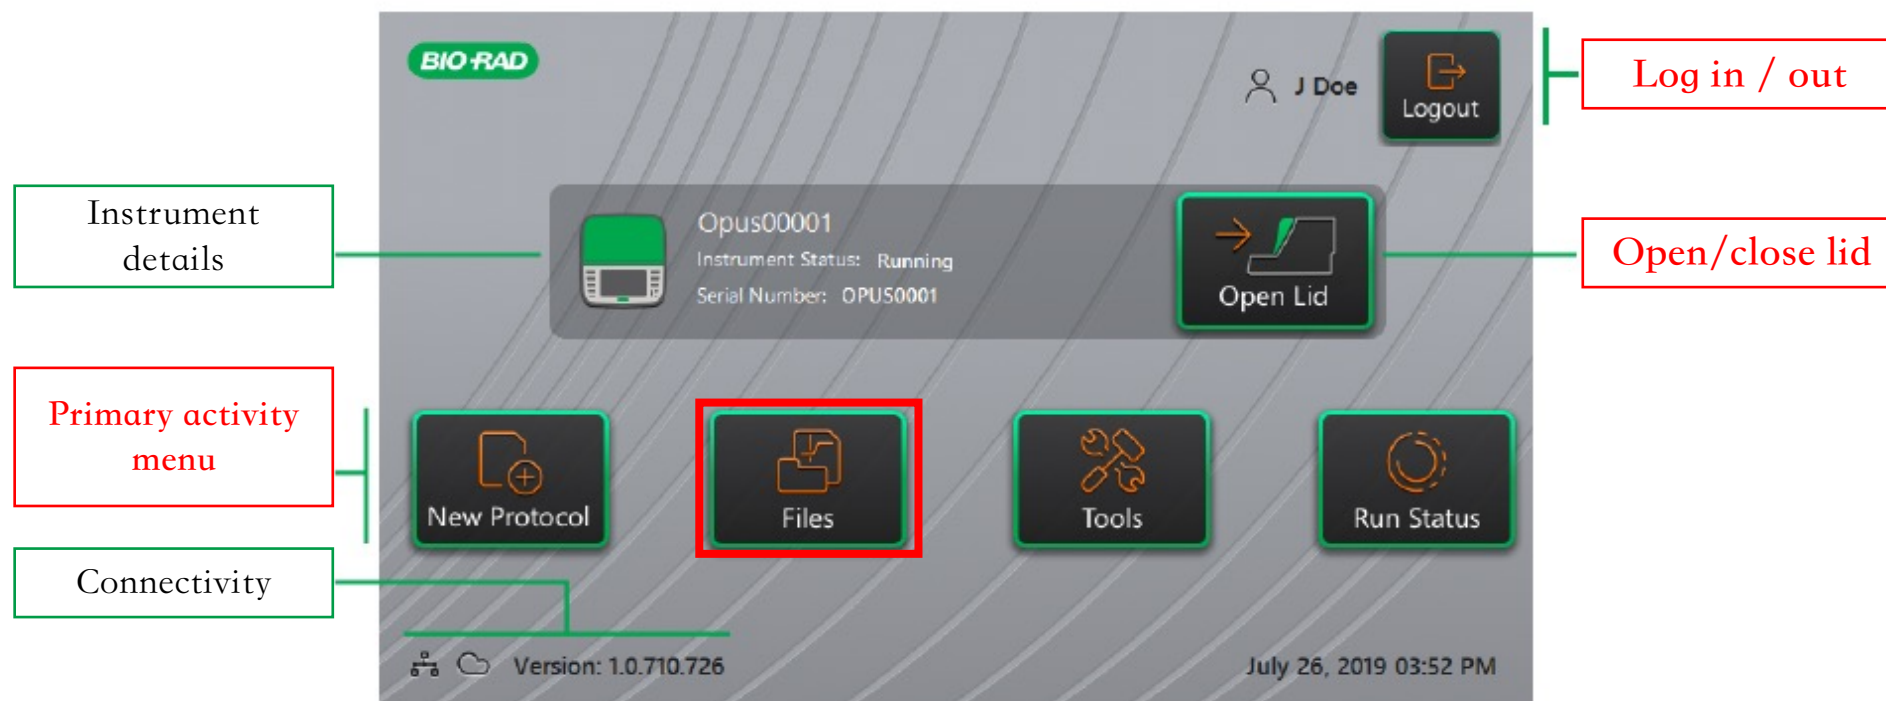 BIO-RAD
J Doe
Logout
Log in / out
Instrument
details
Opus00001
Instrument Status: Running
Serial Number: OPUS0001
Open Lid
Open/close lid
Primary activity
menu
New Protocol
Files
Tools
Run Status
Connectivity
Version: 1.0.710.726
July 26, 2019 03:52 PM